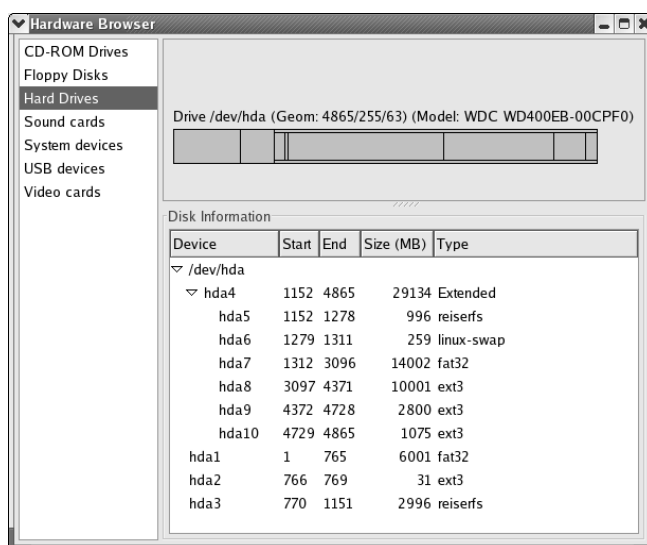 Hardware Browser
CD-ROM Drives
Floppy Disks
Hard Drives
Sound cards
System devices
USB devices
Video cards
Drive /dev/hda (Geom: 4865/255/63) (Model: WDC WD400EB-00CPF0)
Disk Information
Device Start End Size (MB) Type
/dev/hda
hda4 1152 4865 29134 Extended
hda5 1152 1278 996 reiserfs
hda6 1279 1311 259 linux-swap
hda7 1312 3096 14002 fat32
hda8 3097 4371 10001 ext3
hda9 4372 4728 2800 ext3
hda10 4729 4865 1075 ext3
hda1 1 765 6001 fat32
hda2 766 769 31 ext3
hda3 770 1151 2996 reiserfs